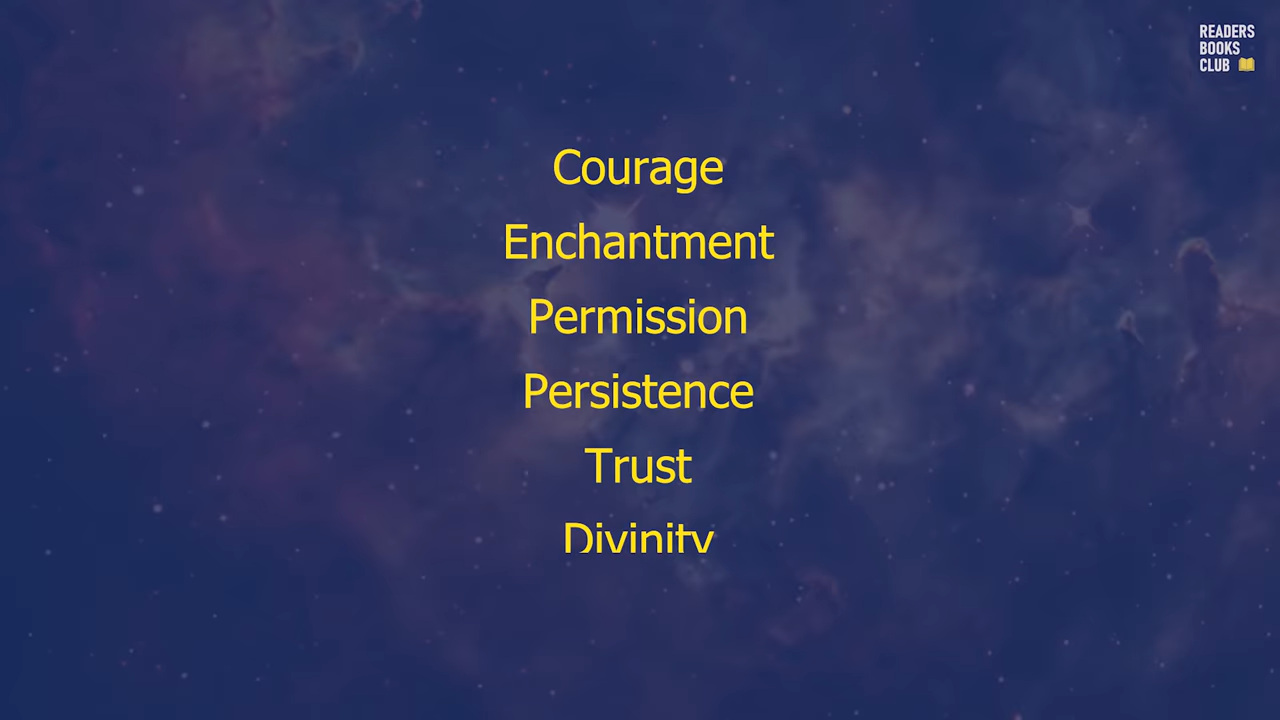 READERS
BOOKS
CLUB
Courage
Enchantment
Permission
Persistence
Trust
Divinity